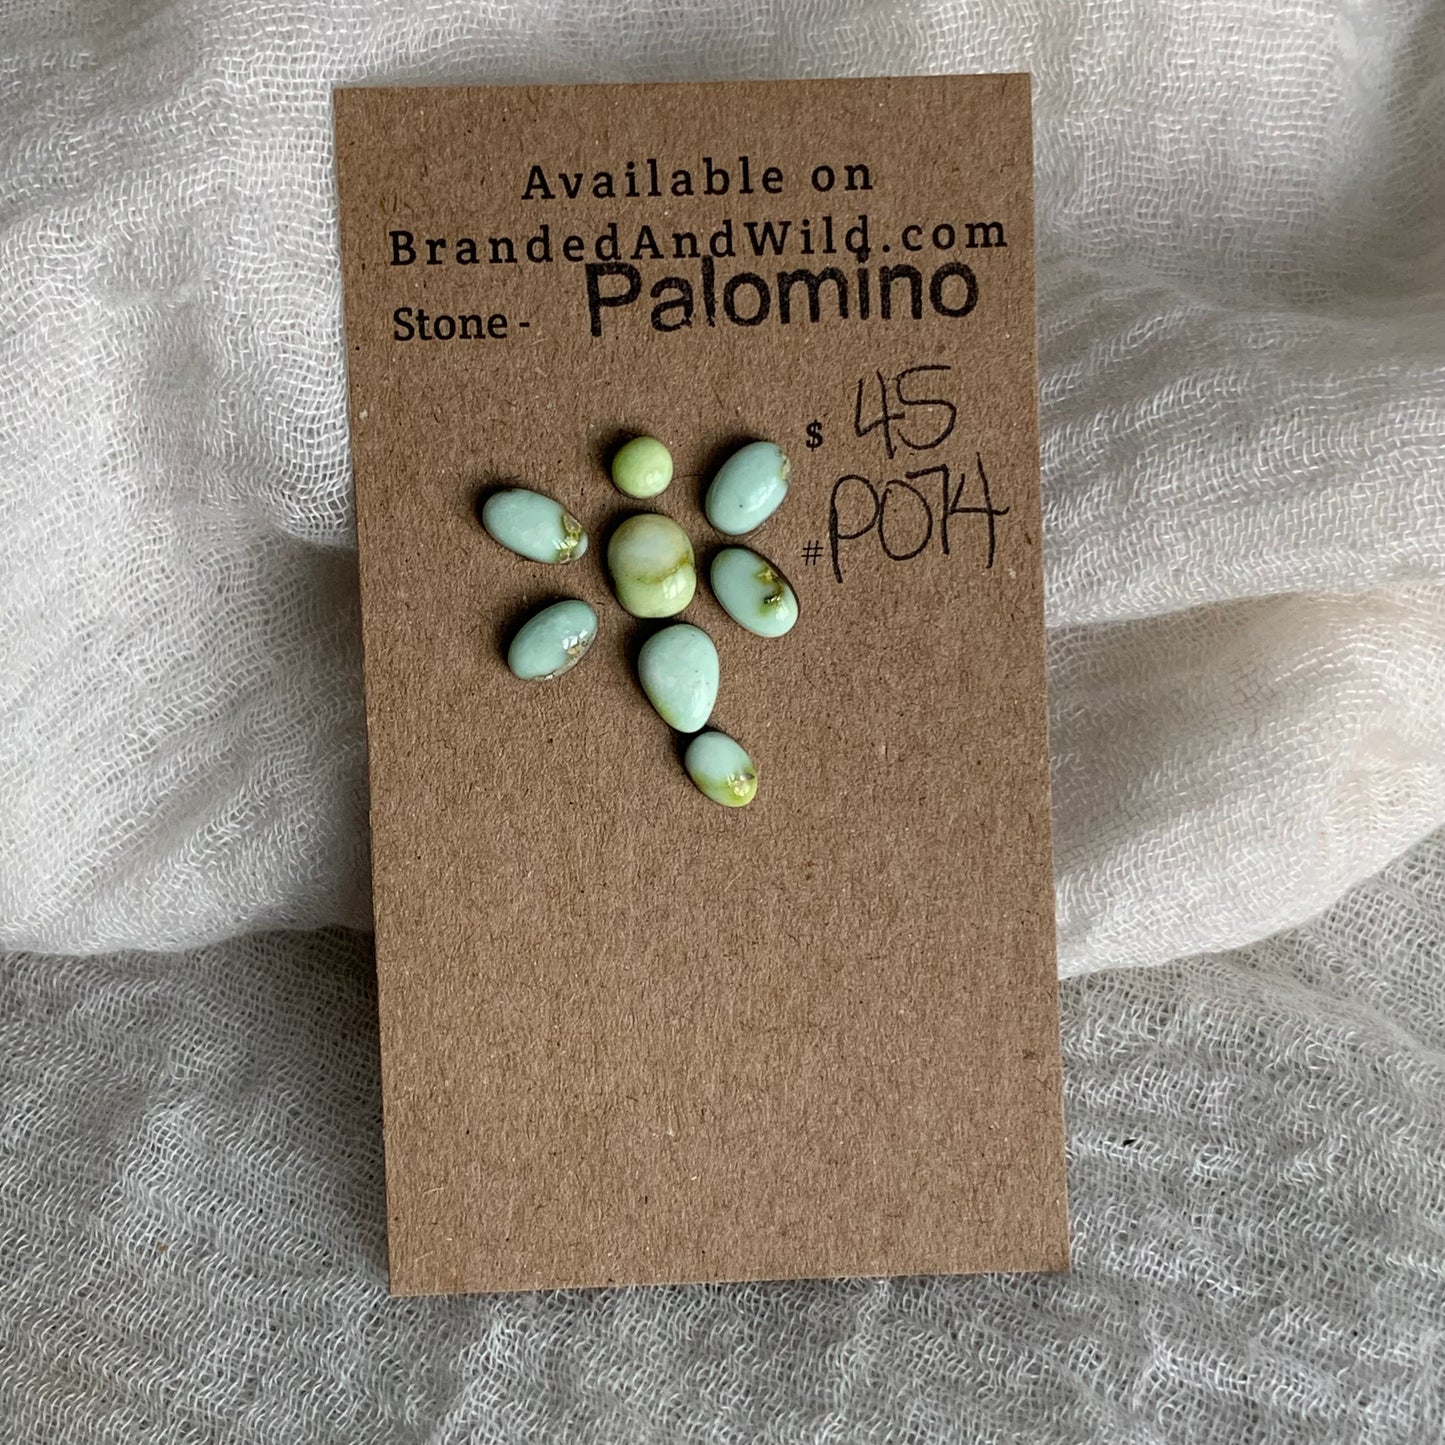 Available on
BrandedAndWild.com
Stone - Palomino
$ 45
# P074